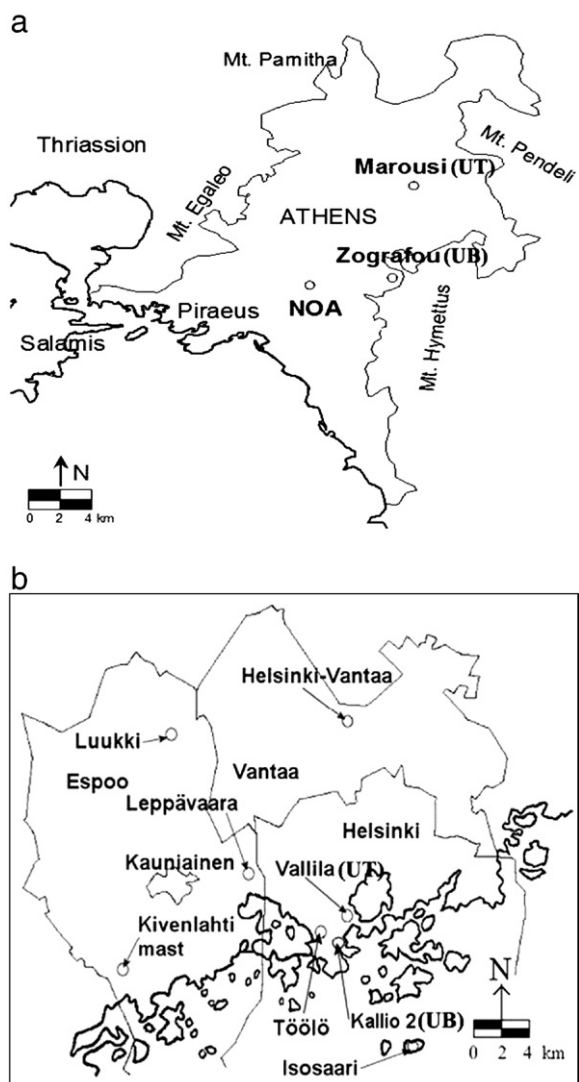 a
Mt. Parnitha
Thriassion
Mt. Pendeli
Marousi (UT)
Mt. Egaleo
ATHENS
Zografou (UB)
Piraeus
NOA
Mt. Hymettus
Salamis
N
0 2 4 km
b
Helsinki-Vantaa
Luukki
Espoo
Vantaa
Leppävaara
Helsinki
Kauniainen
Vallila (UT)
Kivenlahti
mast
N
Töölö
Kallio 2 (UB)
Isosaari
0 2 4 km